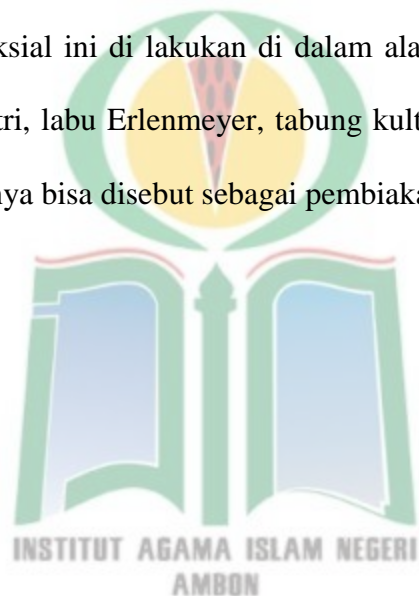 ksial ini di lakukan di dalam ala
tri, labu Erlenmeyer, tabung kult
nya bisa disebut sebagai pembiaka
INSTITUT AGAMA ISLAM NEGERI
AMBON